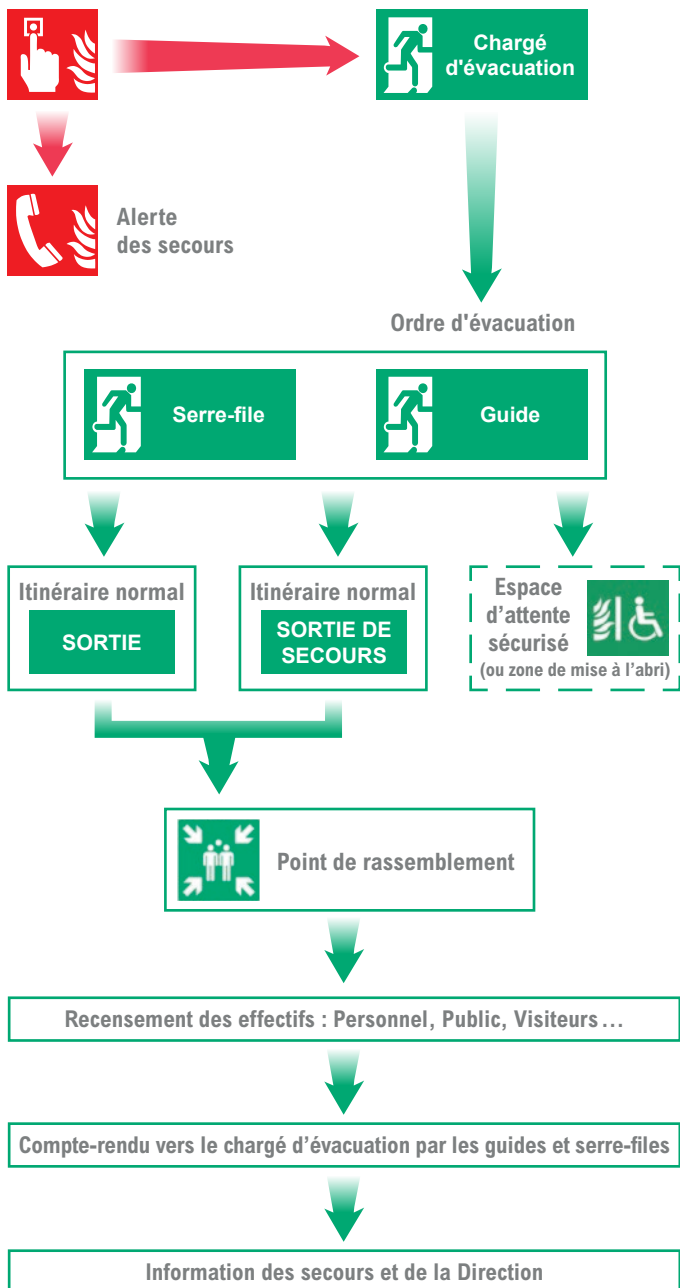 Chargé
d'évacuation
Alerte
des secours
Ordre d'évacuation
Serre-file
Guide
Itinéraire normal
SORTIE
Itinéraire normal
SORTIE DE
SECOURS
Espace
d’attente
sécurisé
(ou zone de mise à l’abri)
Point de rassemblement
Recensement des effectifs : Personnel, Public, Visiteurs ...
Compte-rendu vers le chargé d’évacuation par les guides et serre-files
Information des secours et de la Direction